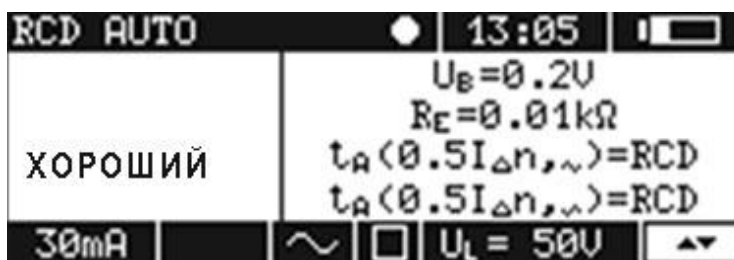 RCD AUTO 13:05
U_B=0.2V
R_E=0.01kΩ
ХОРОШИЙ
t_A(0.5I_Δn,~)=RCD
t_A(0.5I_Δn,~)=RCD
30mA U_L= 50V